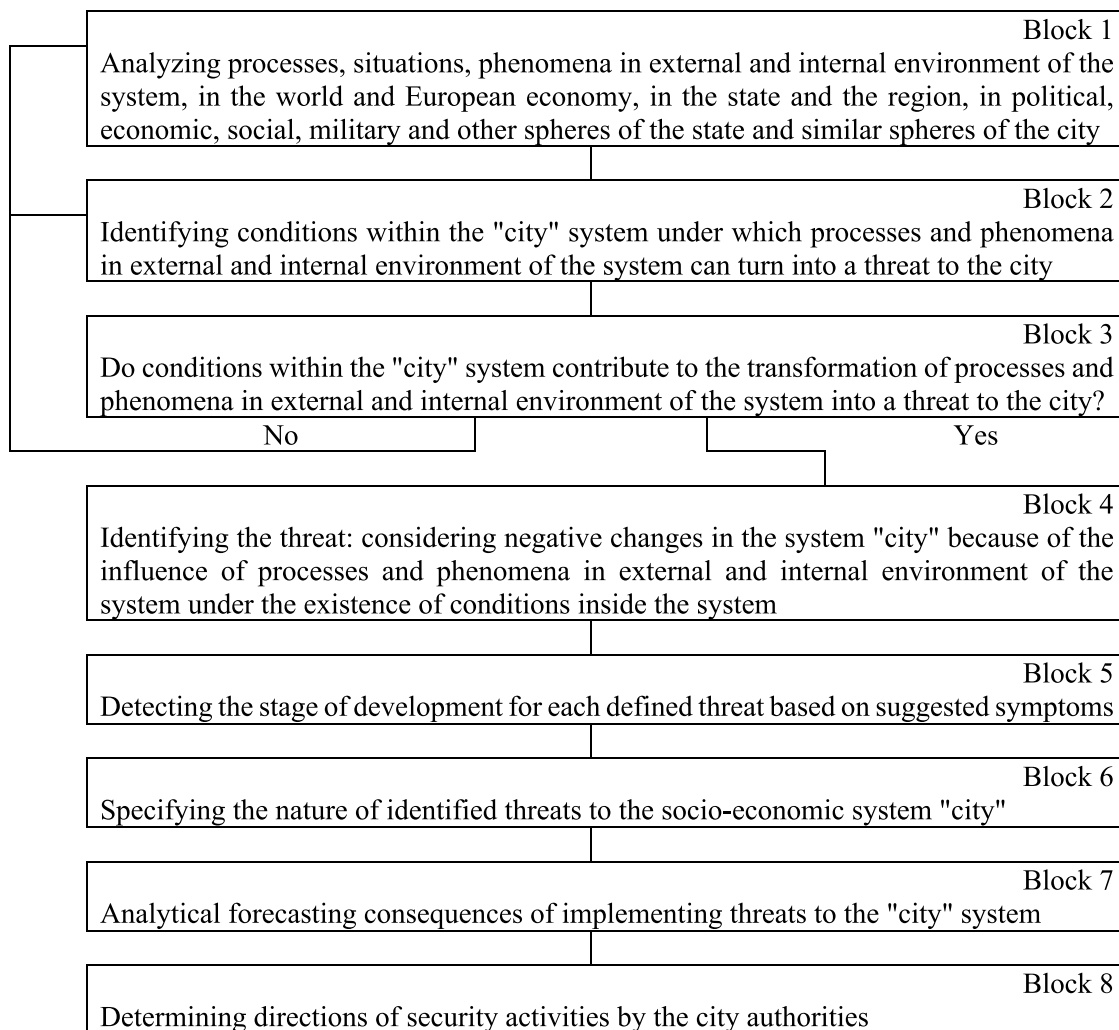 Block 1
Analyzing processes, situations, phenomena in external and internal environment of the
system, in the world and European economy, in the state and the region, in political,
economic, social, military and other spheres of the state and similar spheres of the city
Block 2
Identifying conditions within the "city" system under which processes and phenomena
in external and internal environment of the system can turn into a threat to the city
Block 3
Do conditions within the "city" system contribute to the transformation of processes and
phenomena in external and internal environment of the system into a threat to the city?
No
Yes
Block 4
Identifying the threat: considering negative changes in the system "city" because of the
influence of processes and phenomena in external and internal environment of the
system under the existence of conditions inside the system
Block 5
Detecting the stage of development for each defined threat based on suggested symptoms
Block 6
Specifying the nature of identified threats to the socio-economic system "city"
Block 7
Analytical forecasting consequences of implementing threats to the "city" system
Block 8
Determining directions of security activities by the city authorities